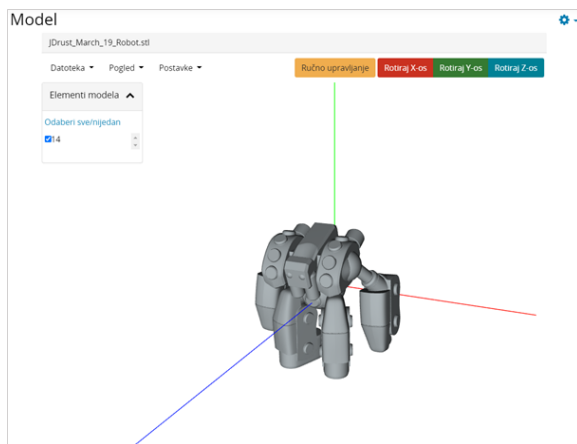 Model
JDrust_March_19_Robot.stl
Datoteka Pogled Postavke Ručno upravljanje Rotiraj X-os Rotiraj Y-os Rotiraj Z-os
Elementi modela
Odaberi sve/nijedan
14